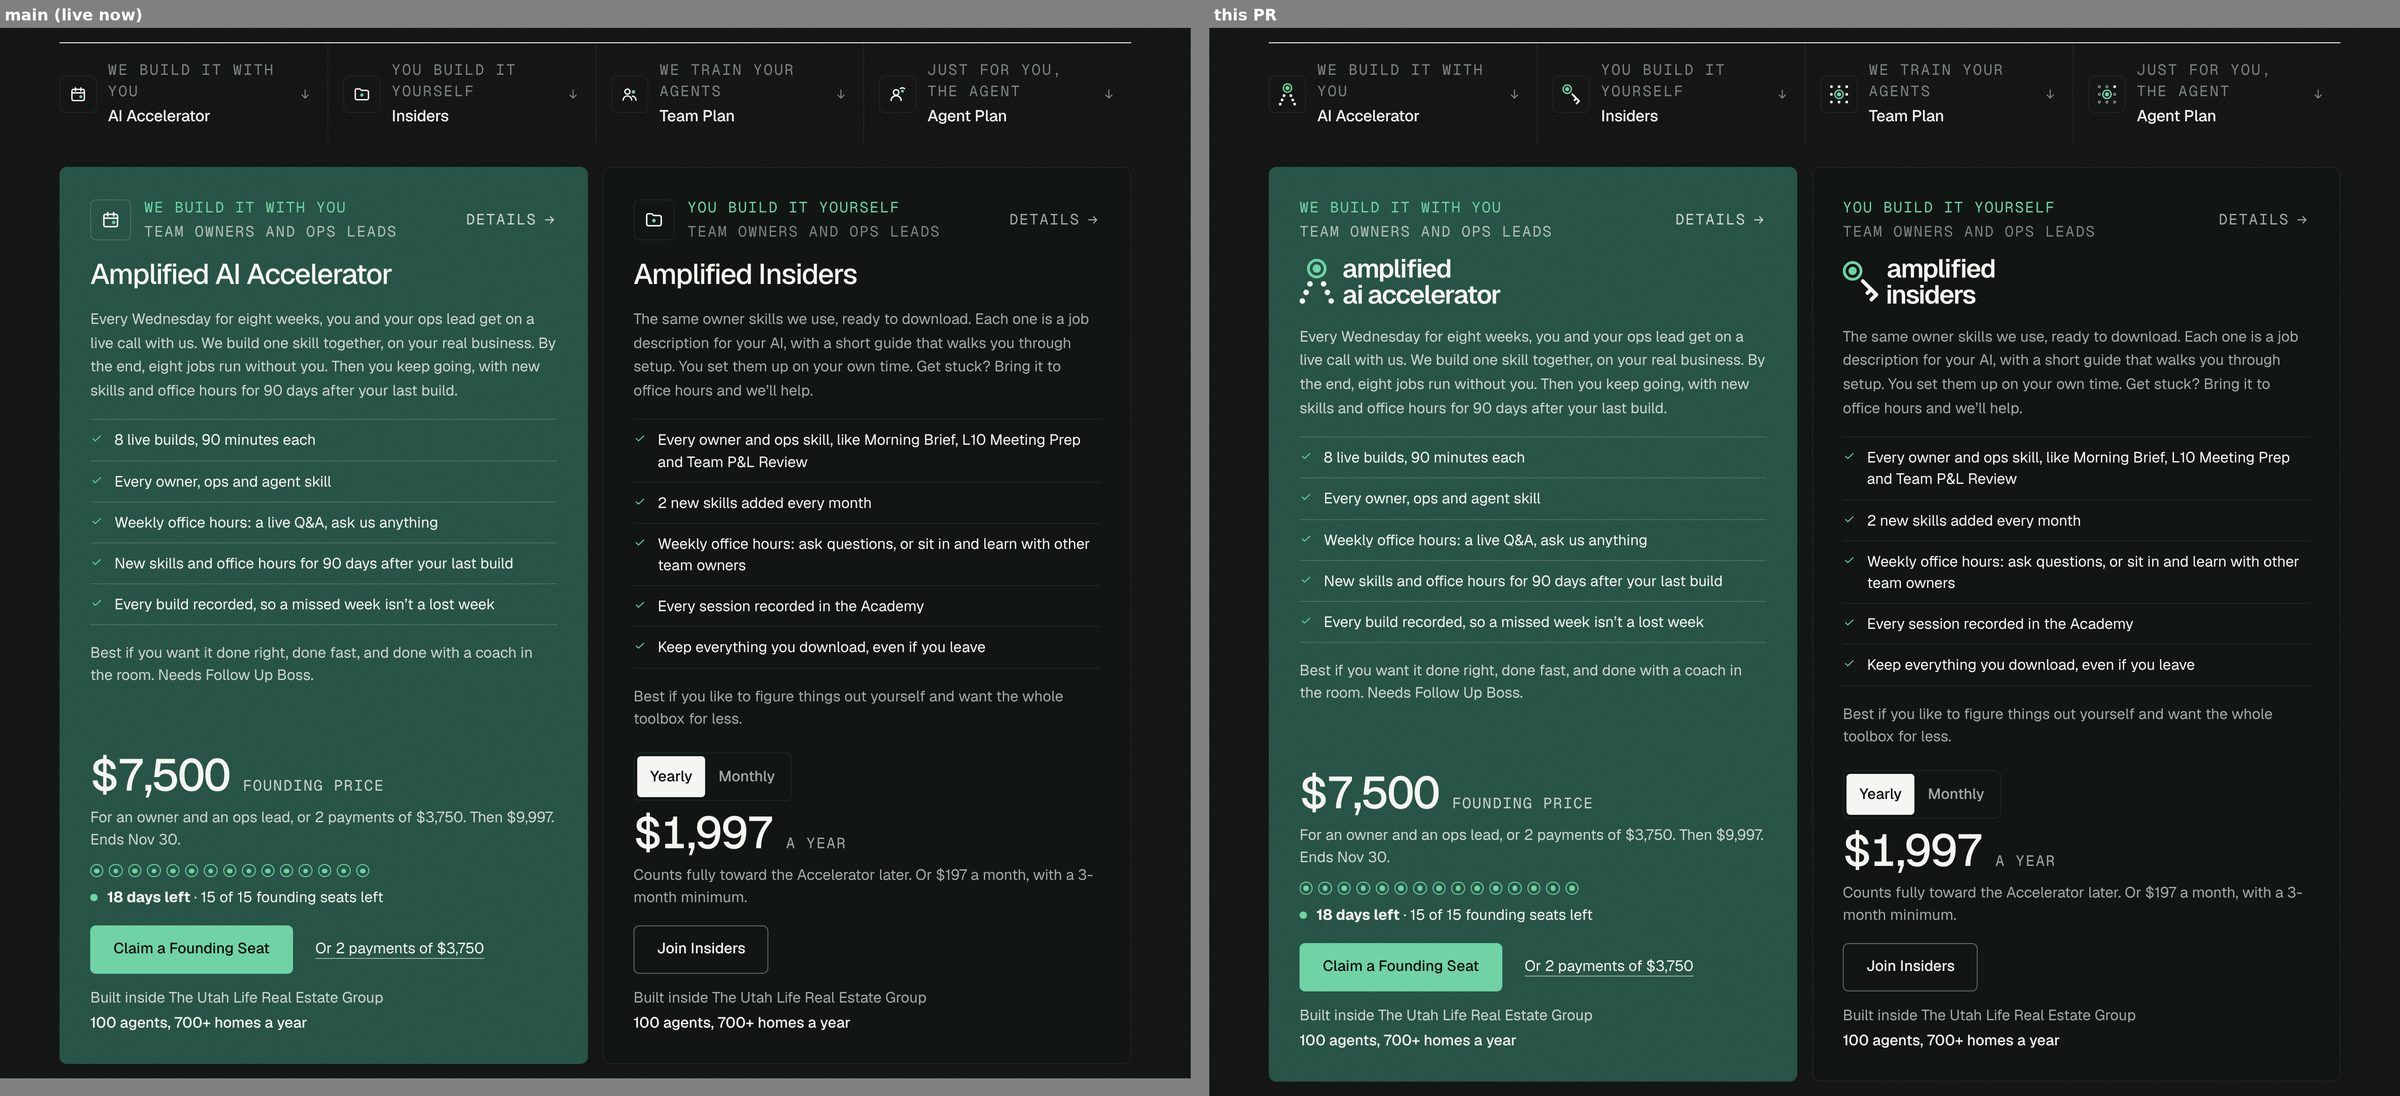 main (live now)
WE BUILD IT WITH
YOU
AI Accelerator
YOU BUILD IT
YOURSELF
Insiders
WE TRAIN YOUR
AGENTS
Team Plan
JUST FOR YOU,
THE AGENT
Agent Plan
WE BUILD IT WITH YOU
TEAM OWNERS AND OPS LEADS
DETAILS →
Amplified AI Accelerator
Every Wednesday for eight weeks, you and your ops lead get on a
live call with us. We build one skill together, on your real business. By
the end, eight jobs run without you. Then you keep going, with new
skills and office hours for 90 days after your last build.
8 live builds, 90 minutes each
Every owner, ops and agent skill
Weekly office hours: a live Q&A, ask us anything
New skills and office hours for 90 days after your last build
Every build recorded, so a missed week isn’t a lost week
Best if you want it done right, done fast, and done with a coach in
the room. Needs Follow Up Boss.
$7,500 FOUNDING PRICE
For an owner and an ops lead, or 2 payments of $3,750. Then $9,997.
Ends Nov 30.
18 days left · 15 of 15 founding seats left
Claim a Founding Seat
Or 2 payments of $3,750
Built inside The Utah Life Real Estate Group
100 agents, 700+ homes a year
YOU BUILD IT YOURSELF
TEAM OWNERS AND OPS LEADS
DETAILS →
Amplified Insiders
The same owner skills we use, ready to download. Each one is a job
description for your AI, with a short guide that walks you through
setup. You set them up on your own time. Get stuck? Bring it to
office hours and we’ll help.
Every owner and ops skill, like Morning Brief, L10 Meeting Prep
and Team P&L Review
2 new skills added every month
Weekly office hours: ask questions, or sit in and learn with other
team owners
Every session recorded in the Academy
Keep everything you download, even if you leave
Best if you like to figure things out yourself and want the whole
toolbox for less.
Yearly
Monthly
$1,997 A YEAR
Counts fully toward the Accelerator later. Or $197 a month, with a 3-
month minimum.
Join Insiders
Built inside The Utah Life Real Estate Group
100 agents, 700+ homes a year
this PR
WE BUILD IT WITH
YOU
AI Accelerator
YOU BUILD IT
YOURSELF
Insiders
WE TRAIN YOUR
AGENTS
Team Plan
JUST FOR YOU,
THE AGENT
Agent Plan
WE BUILD IT WITH YOU
TEAM OWNERS AND OPS LEADS
DETAILS →
amplified
ai accelerator
Every Wednesday for eight weeks, you and your ops lead get on a
live call with us. We build one skill together, on your real business. By
the end, eight jobs run without you. Then you keep going, with new
skills and office hours for 90 days after your last build.
8 live builds, 90 minutes each
Every owner, ops and agent skill
Weekly office hours: a live Q&A, ask us anything
New skills and office hours for 90 days after your last build
Every build recorded, so a missed week isn’t a lost week
Best if you want it done right, done fast, and done with a coach in
the room. Needs Follow Up Boss.
$7,500 FOUNDING PRICE
For an owner and an ops lead, or 2 payments of $3,750. Then $9,997.
Ends Nov 30.
18 days left · 15 of 15 founding seats left
Claim a Founding Seat
Or 2 payments of $3,750
Built inside The Utah Life Real Estate Group
100 agents, 700+ homes a year
YOU BUILD IT YOURSELF
TEAM OWNERS AND OPS LEADS
DETAILS →
amplified
insiders
The same owner skills we use, ready to download. Each one is a job
description for your AI, with a short guide that walks you through
setup. You set them up on your own time. Get stuck? Bring it to
office hours and we’ll help.
Every owner and ops skill, like Morning Brief, L10 Meeting Prep
and Team P&L Review
2 new skills added every month
Weekly office hours: ask questions, or sit in and learn with other
team owners
Every session recorded in the Academy
Keep everything you download, even if you leave
Best if you like to figure things out yourself and want the whole
toolbox for less.
Yearly
Monthly
$1,997 A YEAR
Counts fully toward the Accelerator later. Or $197 a month, with a 3-
month minimum.
Join Insiders
Built inside The Utah Life Real Estate Group
100 agents, 700+ homes a year